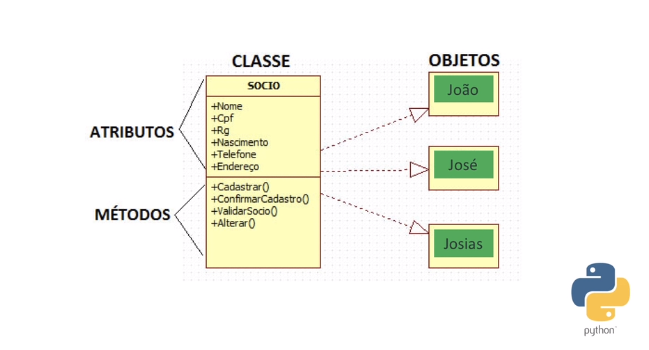 CLASSE
OBJETOS
SOCIO
ATRIBUTOS
+Nome
+Cpf
+Rg
+Nascimento
+Telefone
+Endereço
MÉTODOS
+Cadastrar()
+ConfirmarCadastro()
+ValidarSocio()
+Alterar()
João
José
Josias
python